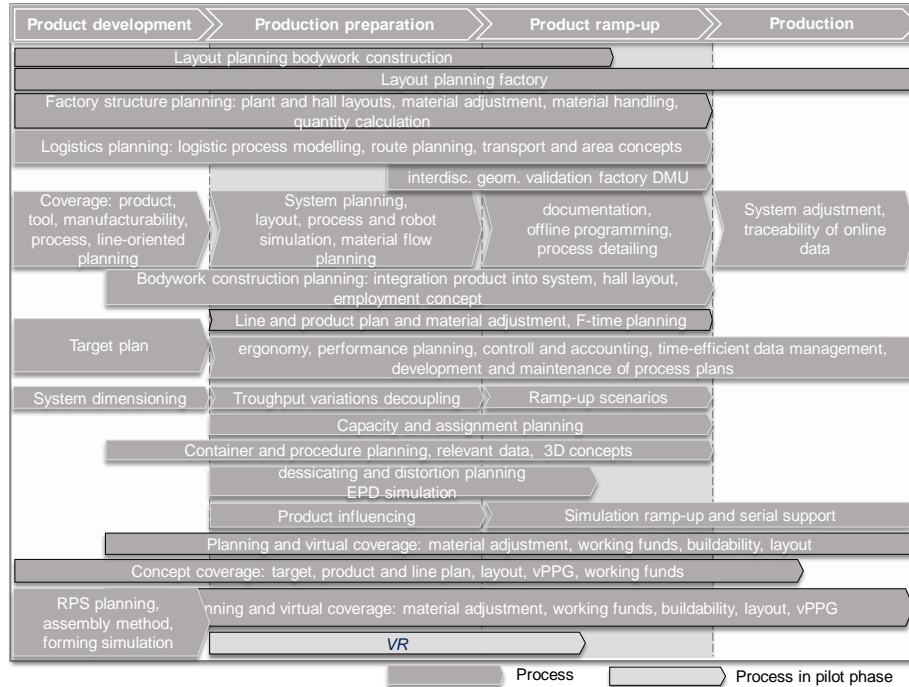 Product development
Production preparation
Product ramp-up
Production
Layout planning bodywork construction
Layout planning factory
Factory structure planning: plant and hall layouts, material adjustment, material handling,
quantity calculation
Logistics planning: logistic process modelling, route planning, transport and area concepts
interdisc. geom. validation factory DMU
Coverage: product,
tool, manufacturability,
process, line-oriented
planning
System planning,
layout, process and robot
simulation, material flow
planning
documentation,
offline programming,
process detailing
System adjustment,
traceability of online
data
Bodywork construction planning: integration product into system, hall layout,
employment concept
Line and product plan and material adjustment, F-time planning
Target plan
ergonomy, performance planning, controll and accounting, time-efficient data management,
development and maintenance of process plans
System dimensioning
Troughput variations decoupling
Ramp-up scenarios
Capacity and assignment planning
Container and procedure planning, relevant data, 3D concepts
dessicating and distortion planning
EPD simulation
Product influencing
Simulation ramp-up and serial support
Planning and virtual coverage: material adjustment, working funds, buildability, layout
Concept coverage: target, product and line plan, layout, vPPG, working funds
RPS planning,
assembly method,
forming simulation
nning and virtual coverage: material adjustment, working funds, buildability, layout, vPPG
VR
Process
Process in pilot phase